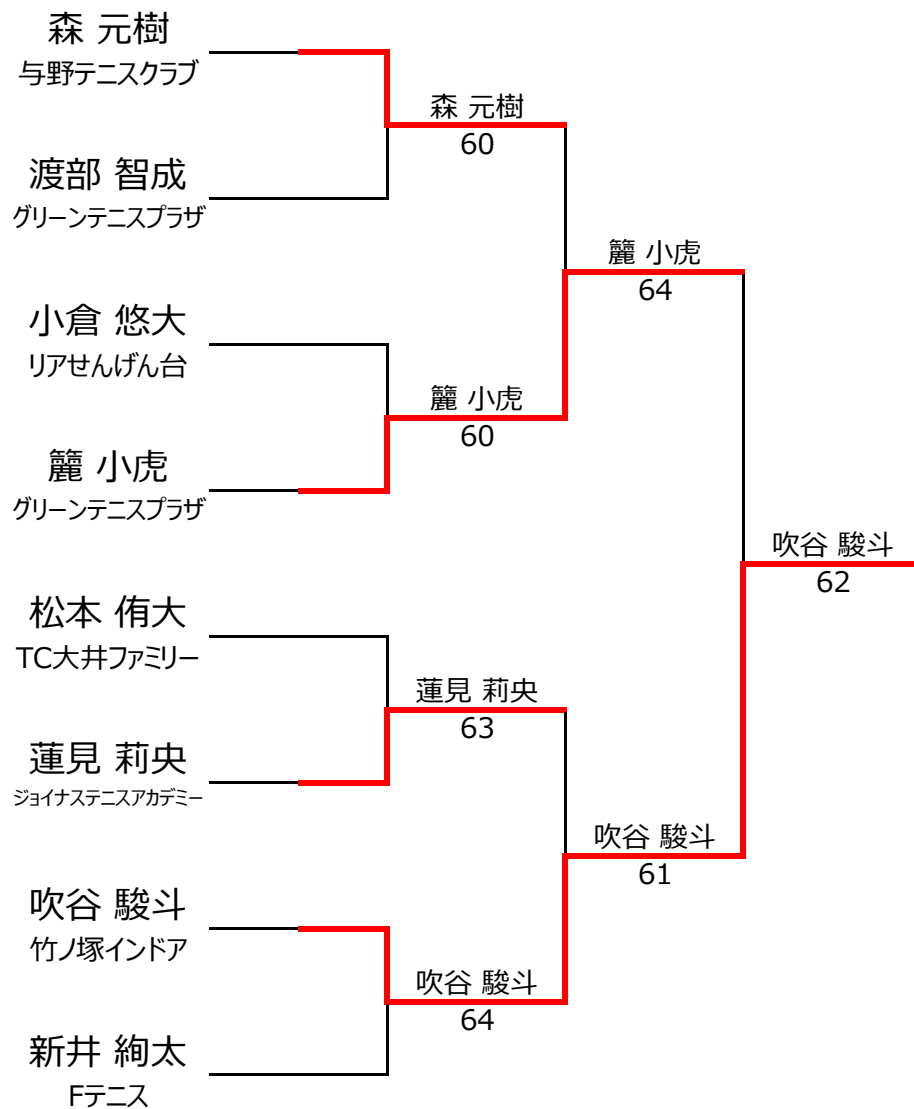 森 元樹
与野テニスクラブ
渡部 智成
グリーンテニスプラザ
小倉 悠大
リアせんげん台
麓 小虎
グリーンテニスプラザ
松本 侑大
TC大井ファミリー
蓮見 莉央
ジョイナステニスアカデミー
吹谷 駿斗
竹ノ塚インドア
新井 絢太
Fテニス
森 元樹
60
麓 小虎
60
蓮見 莉央
63
吹谷 駿斗
64
麓 小虎
64
吹谷 駿斗
61
吹谷 駿斗
62